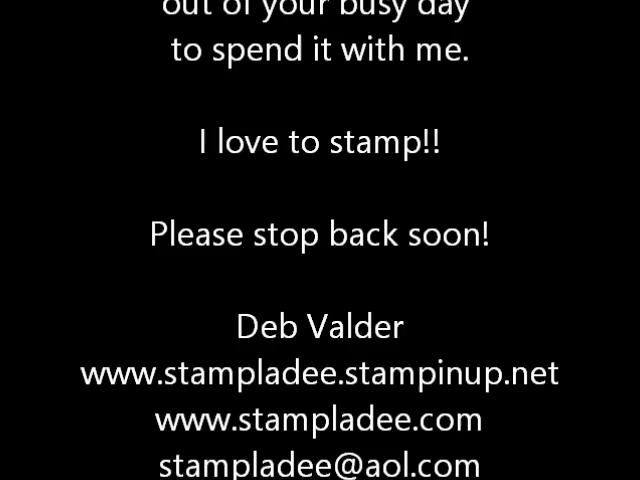 out of your busy day
to spend it with me.
I love to stamp!!
Please stop back soon!
Deb Valder
www.stampladee.stampinup.net
www.stampladee.com
stampladee@aol.com